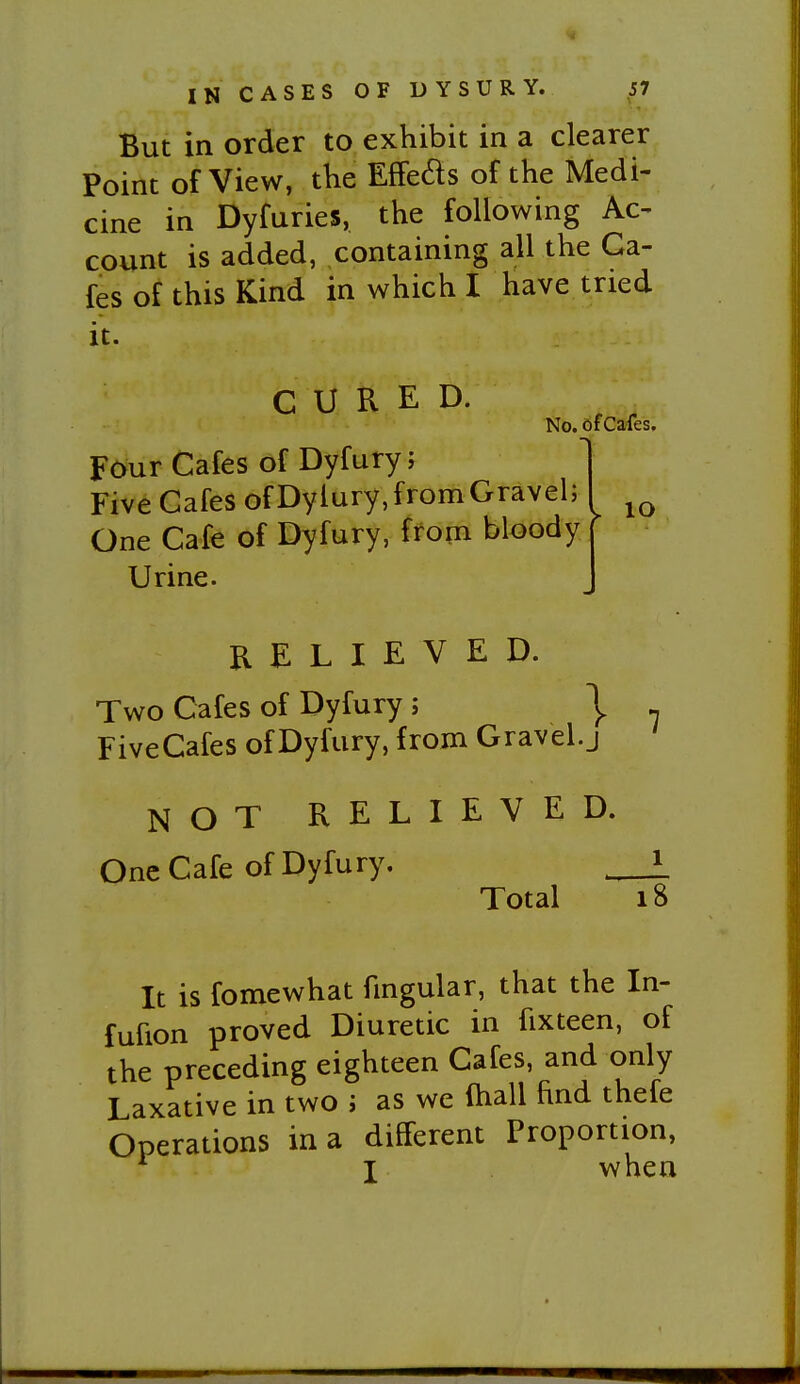 IN CASES OF DYSURY. 57
But in order to exhibit in a clearer
Point of View, the Effects of the Medi-
cine in Dyſuries, the following Ac-
count is added, containing all the Ca-
ſes of this Kind in which I have tried
it.
CURED.
No. of Caſes.
Four Caſes of Dyſury;
Five Caſes of Dyſury, from Gravel;
One Caſe of Dyſury, from bloody
Urine.
10
RELIEVED.
Two Caſes of Dyſury;
Five Caſes of Dyſury, from Gravel.
7
NOT RELIEVED.
One Caſe of Dyſury. 1
Total 18
It is ſomewhat ſingular, that the In-
fuſion proved Diuretic in ſixteen, of
the preceding eighteen Caſes, and only
Laxative in two; as we ſhall find theſe
Operations in a different Proportion,
I when